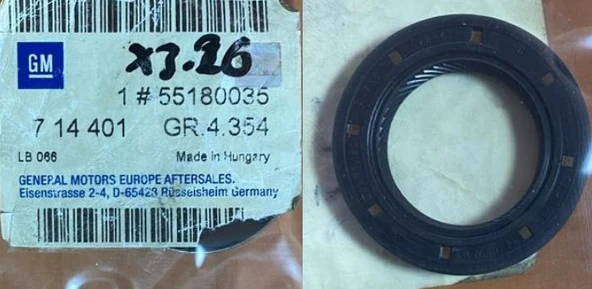 GM
X3.26
1 # 55180035
7 14 401 GR.4.354
LB 066 Made in Hungary
GENERAL MOTORS EUROPE AFTERSALES.
Eisenstrasse 2-4, D-65423 Rüsselsheim Germany